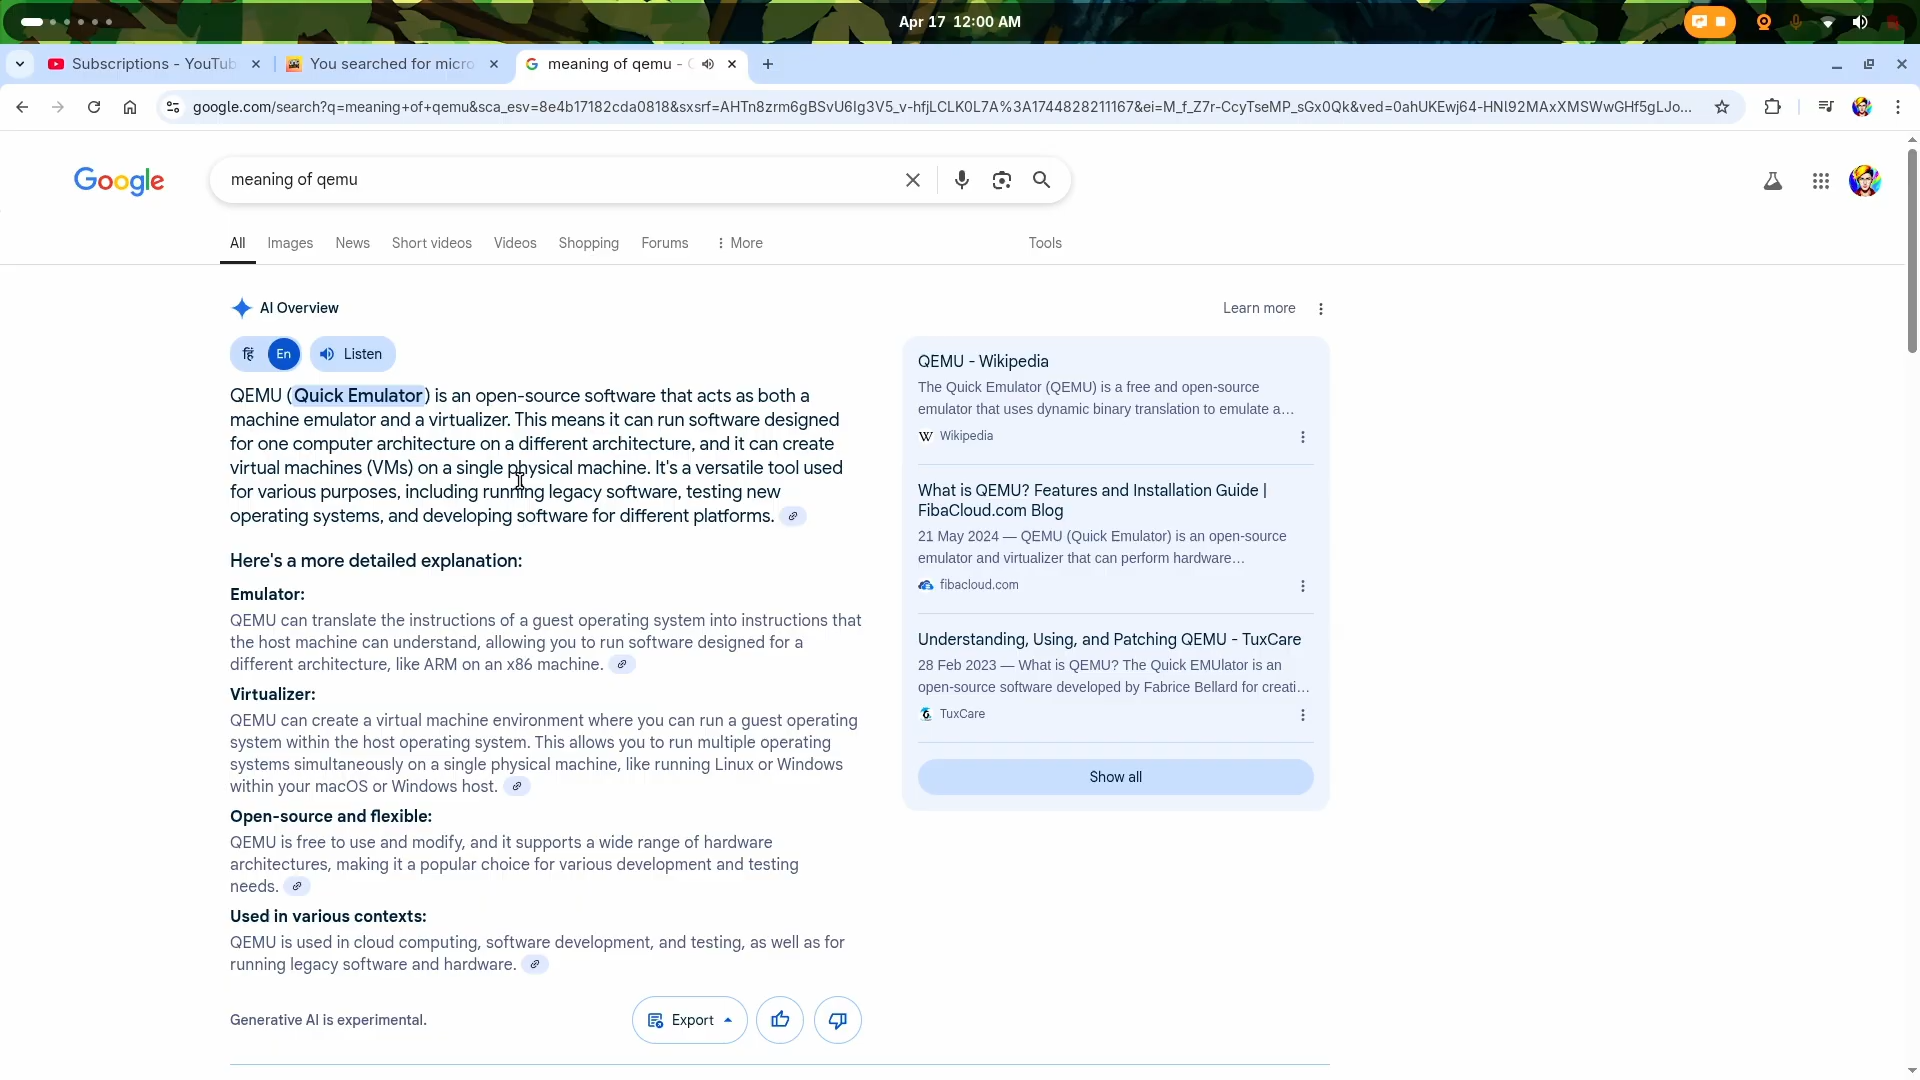 Apr 17 12:00 AM
Subscriptions - YouTub
You searched for micro
meaning of qemu -
google.com/search?q=meaning+of+qemu&sca_esv=8e4b17182cda0818&sxsrf=AHTn8zrm6gBSvU6Ig3V5_v-hfjLCLK0L7A%3A1744828211167&ei=M_f_Z7r-CcyTseMP_sGx0Qk&ved=0ahUKEwj64-HNl92MAxXMSWwGHf5gLJo...
Google
meaning of qemu
All
Images
News
Short videos
Videos
Shopping
Forums
More
Tools
AI Overview
Learn more
हिं
En
Listen
QEMU (Quick Emulator) is an open-source software that acts as both a
machine emulator and a virtualizer. This means it can run software designed
for one computer architecture on a different architecture, and it can create
virtual machines (VMs) on a single physical machine. It's a versatile tool used
for various purposes, including running legacy software, testing new
operating systems, and developing software for different platforms.
Here's a more detailed explanation:
Emulator:
QEMU can translate the instructions of a guest operating system into instructions that
the host machine can understand, allowing you to run software designed for a
different architecture, like ARM on an x86 machine.
Virtualizer:
QEMU can create a virtual machine environment where you can run a guest operating
system within the host operating system. This allows you to run multiple operating
systems simultaneously on a single physical machine, like running Linux or Windows
within your macOS or Windows host.
Open-source and flexible:
QEMU is free to use and modify, and it supports a wide range of hardware
architectures, making it a popular choice for various development and testing
needs.
Used in various contexts:
QEMU is used in cloud computing, software development, and testing, as well as for
running legacy software and hardware.
Generative AI is experimental.
Export
QEMU - Wikipedia
The Quick Emulator (QEMU) is a free and open-source
emulator that uses dynamic binary translation to emulate a...
W Wikipedia
What is QEMU? Features and Installation Guide |
FibaCloud.com Blog
21 May 2024 — QEMU (Quick Emulator) is an open-source
emulator and virtualizer that can perform hardware...
fibacloud.com
Understanding, Using, and Patching QEMU - TuxCare
28 Feb 2023 — What is QEMU? The Quick EMUlator is an
open-source software developed by Fabrice Bellard for creati...
TuxCare
Show all